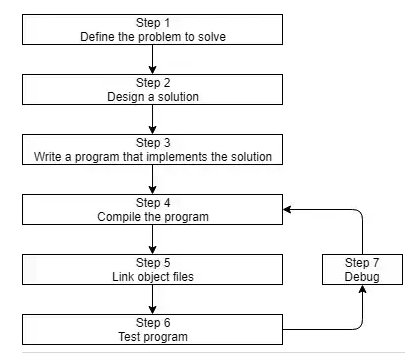 Step 1
Define the problem to solve
Step 2
Design a solution
Step 3
Write a program that implements the solution
Step 4
Compile the program
Step 5
Link object files
Step 7
Debug
Step 6
Test program